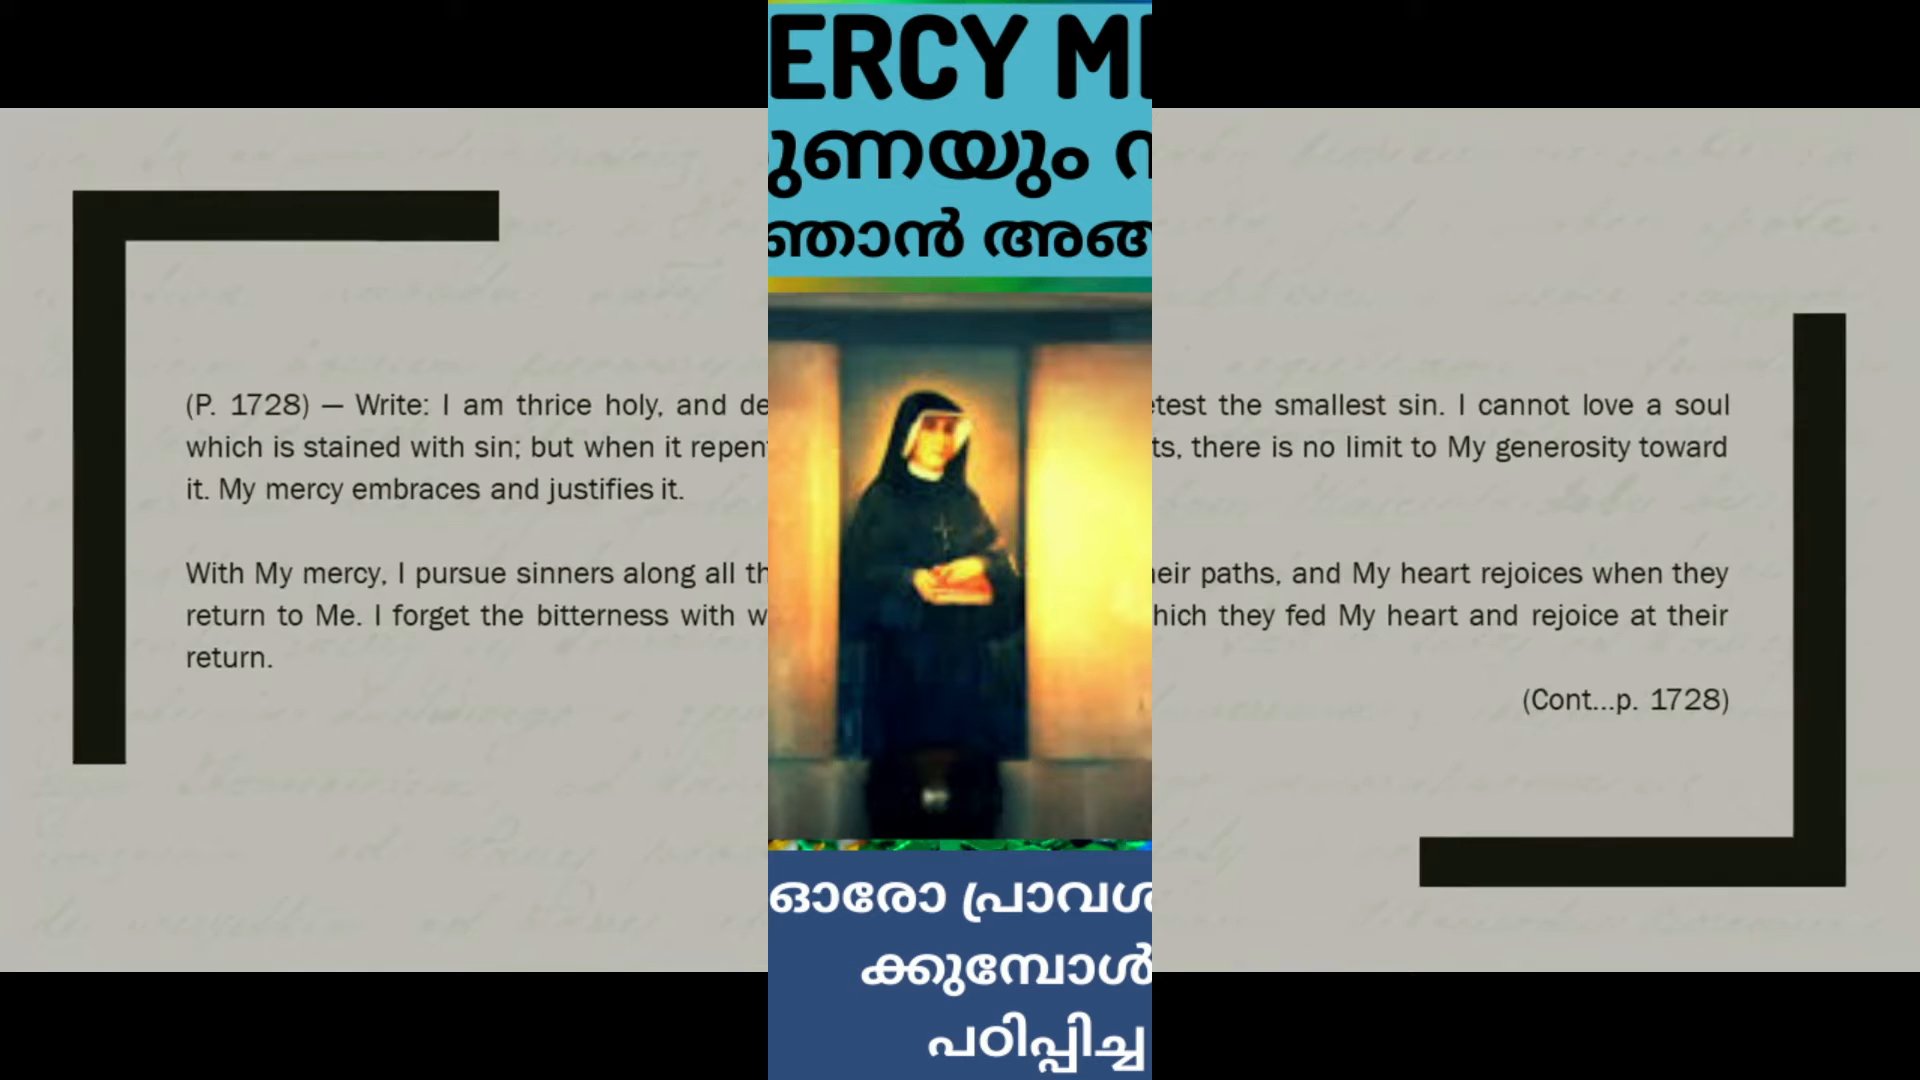 ERCY M
ുണയും
ഞാൻ അങ്ങ
(P. 1728) — Write: I am thrice holy, and de
test the smallest sin. I cannot love a soul
which is stained with sin; but when it repen
ts, there is no limit to My generosity toward
it. My mercy embraces and justifies it.
With My mercy, I pursue sinners along all th
eir paths, and My heart rejoices when they
return to Me. I forget the bitterness with w
hich they fed My heart and rejoice at their
return.
(Cont...p. 1728)
ഓരോ പ്രാവശ
ക്കുമ്പോൾ
പഠിപ്പിച്ച